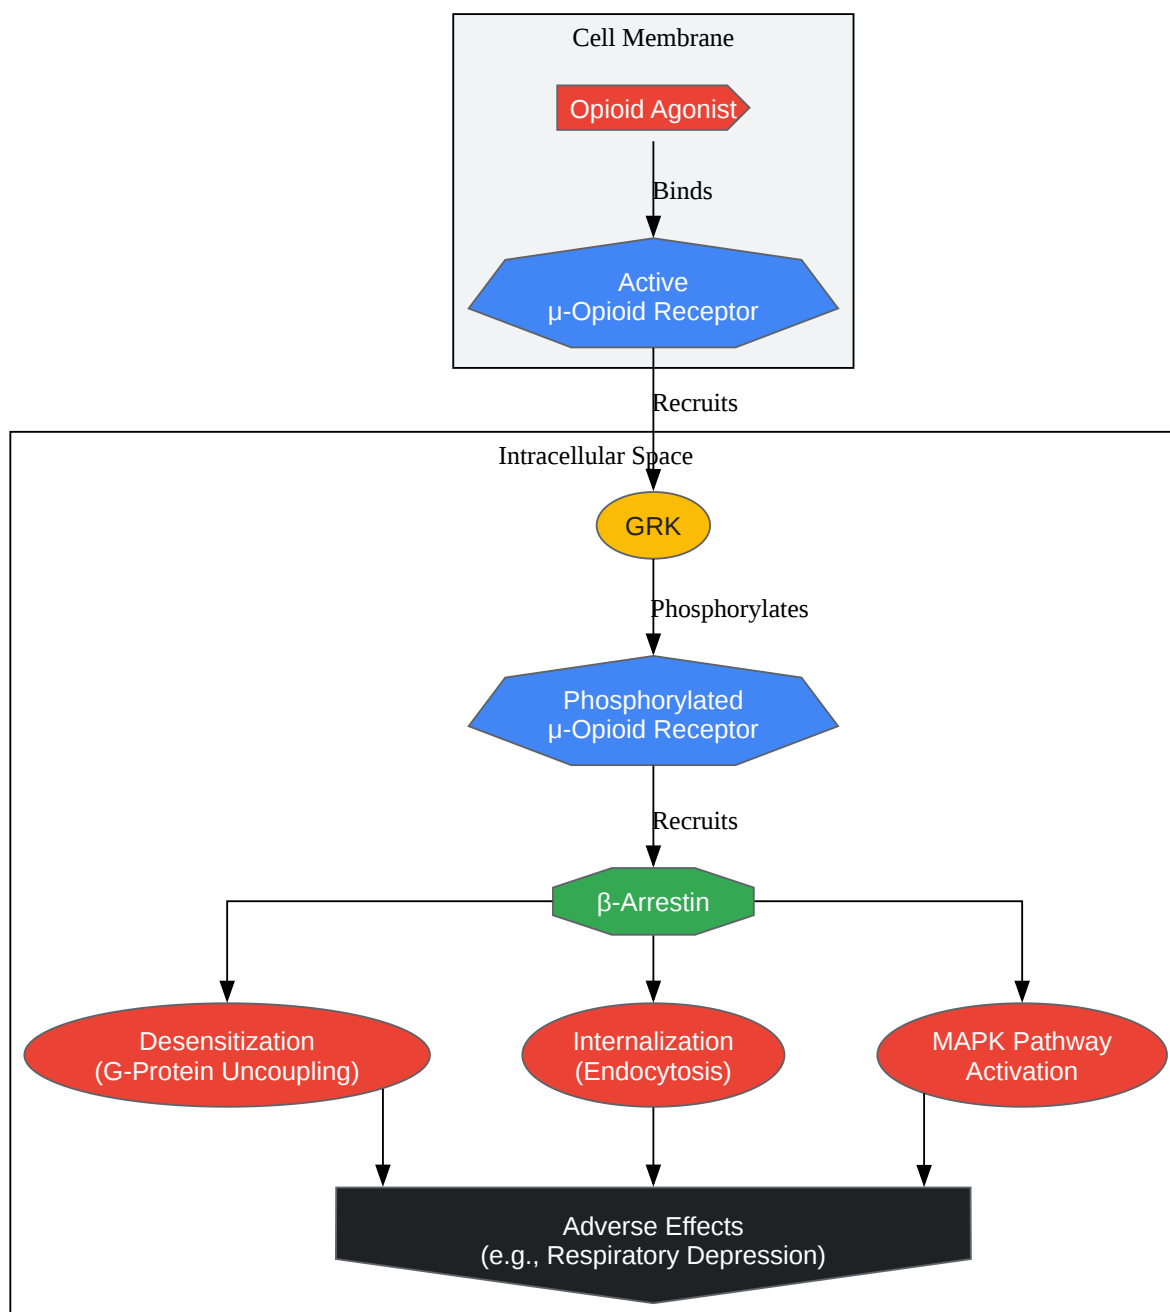 Cell Membrane
Opioid Agonist
Binds
Active
μ-Opioid Receptor
Recruits
Intracellular Space
GRK
Phosphorylates
Phosphorylated
μ-Opioid Receptor
Recruits
β-Arrestin
Desensitization
(G-Protein Uncoupling)
Internalization
(Endocytosis)
MAPK Pathway
Activation
Adverse Effects
(e.g., Respiratory Depression)